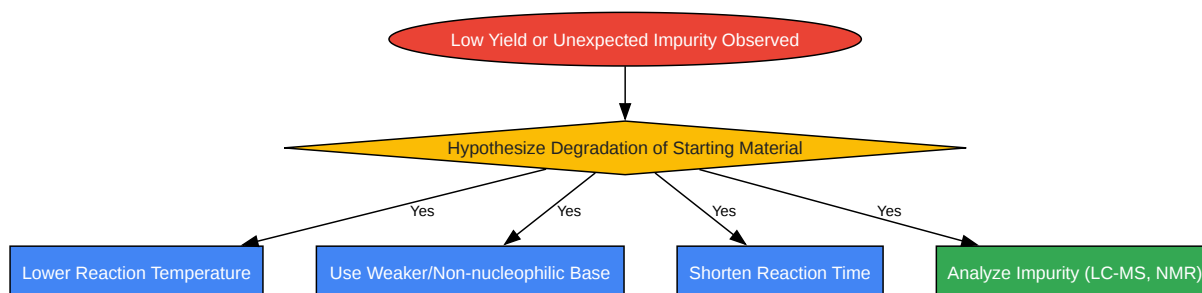 Low Yield or Unexpected Impurity Observed
Hypothesize Degradation of Starting Material
Yes
Yes
Yes
Yes
Lower Reaction Temperature
Use Weaker/Non-nucleophilic Base
Shorten Reaction Time
Analyze Impurity (LC-MS, NMR)